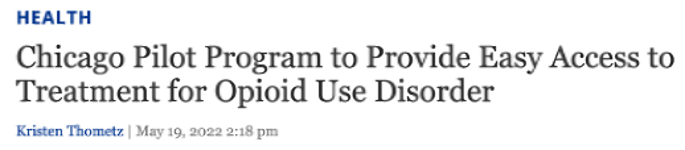 HEALTH
Chicago Pilot Program to Provide Easy Access to
Treatment for Opioid Use Disorder
Kristen Thometz | May 19, 2022 2:18 pm